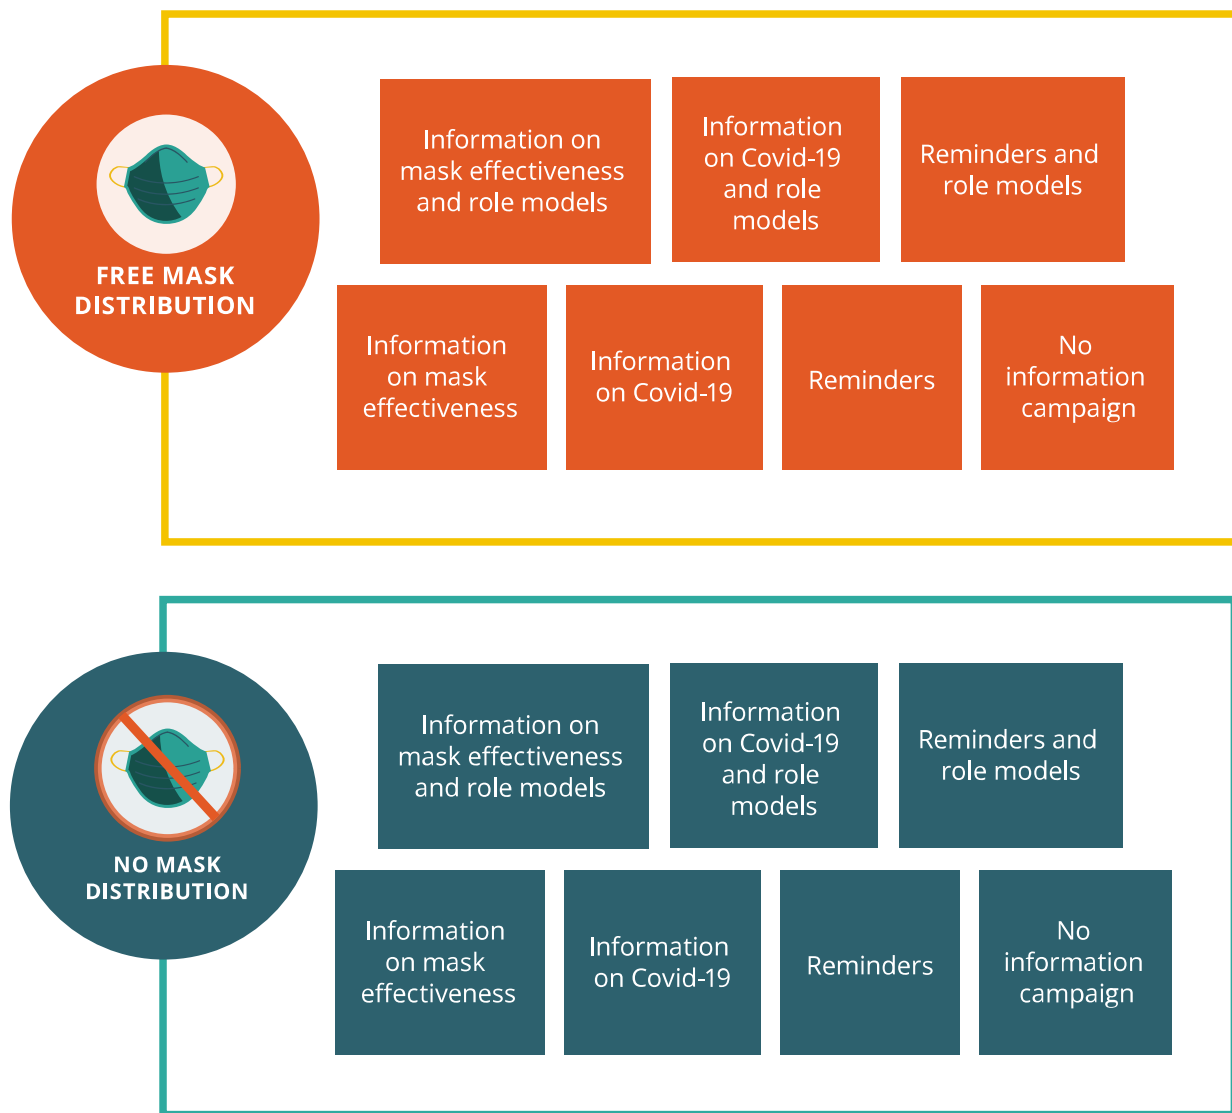 FREE MASK
DISTRIBUTION
Information on
mask effectiveness
and role models
Information
on Covid-19
and role
models
Reminders and
role models
Information
on mask
effectiveness
Information
on Covid-19
Reminders
No
information
campaign
NO MASK
DISTRIBUTION
Information on
mask effectiveness
and role models
Information
on Covid-19
and role
models
Reminders and
role models
Information
on mask
effectiveness
Information
on Covid-19
Reminders
No
information
campaign